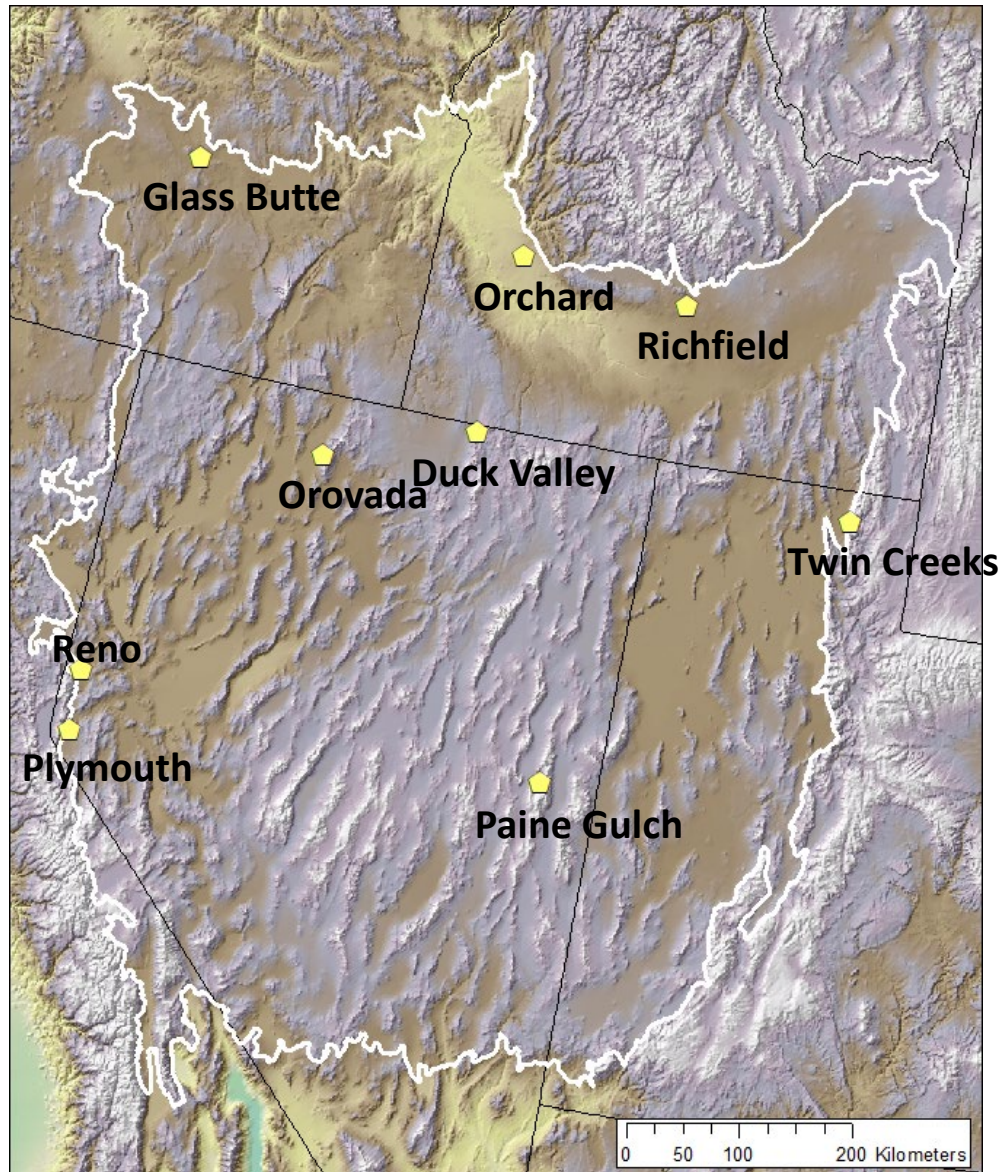 Glass Butte
Orchard
Richfield
Duck Valley
Orovada
Twin Creeks
Reno
Plymouth
Paine Gulch
0 50 100 200 Kilometers